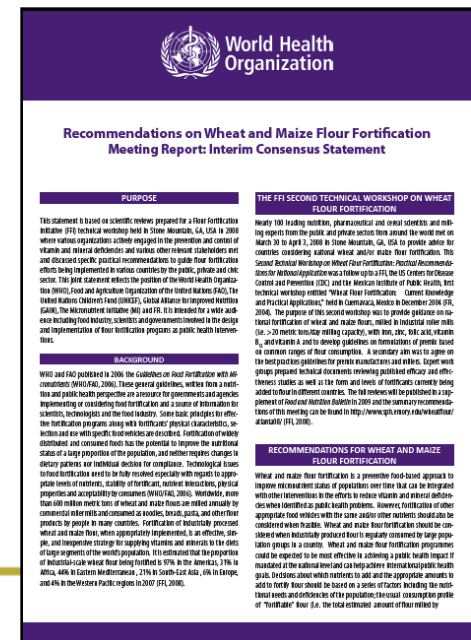 World Health
Organization
Recommendations on Wheat and Maize Flour Fortification
Meeting Report: Interim Consensus Statement
PURPOSE
This statement is based on scientific reviews prepared for a Flour Fortification
Initiative (FFI) technical workshop held in Stone Mountain, GA, USA in 2008
where various organizations actively engaged in the prevention and control of
vitamin and mineral deficiencies and various other relevant stakeholders met
and discussed specific practical recommendations to guide flour fortification
efforts being implemented in various countries by the public, private and civic
sector. This joint statement reflects the position of the World Health Organiza-
tion (WHO), Food and Agriculture Organization of the United Nations (FAO), The
United Nations Children's Fund (UNICEF), Global Alliance for Improved Nutrition
(GAIN), The Micronutrient Initiative (MI) and FFI. It is intended for a wide audi-
ence including food industry, scientists and governments involved in the design
and implementation of flour fortification programs as public health interven-
tions.
BACKGROUND
WHO and FAO published in 2006 the Guidelines on Food Fortification with Mi-
cronutrients (WHO/FAO, 2006). These general guidelines, written from a nutri-
tion and public health perspective are a resource for governments and agencies
implementing or considering food fortification and a source of information for
scientists, technologists and the food industry. Some basic principles for effec-
tive fortification programs along with fortificants' physical characteristics, se-
lection and use with specific food vehicles are described. Fortification of widely
distributed and consumed foods has the potential to improve the nutritional
status of a large proportion of the population, and neither requires changes in
dietary patterns nor individual decision for compliance. Technological issues
to food fortification need to be fully resolved especially with regards to appro-
priate levels of nutrients, stability of fortificant, nutrient interactions, physical
properties and acceptability by consumers (WHO/FAO, 2006). Worldwide, more
than 600 million metric tons of wheat and maize flours are milled annually by
commercial roller mills and consumed as noodles, breads, pasta, and other flour
products by people in many countries. Fortification of industrially processed
wheat and maize flour, when appropriately implemented, is an effective, sim-
ple, and inexpensive strategy for supplying vitamins and minerals to the diets
of large segments of the world's population. It is estimated that the proportion
of industrial-scale wheat flour being fortified is 97% in the Americas, 31% in
Africa, 44% in Eastern Mediterranean, 21% in South-East Asia, 6% in Europe,
and 4% in the Western Pacific regions in 2007 (FFI, 2008).
THE FFI SECOND TECHNICAL WORKSHOP ON WHEAT
FLOUR FORTIFICATION
Nearly 100 leading nutrition, pharmaceutical and cereal scientists and mill-
ing experts from the public and private sectors from around the world met on
March 30 to April 3, 2008 in Stone Mountain, GA, USA to provide advice for
countries considering national wheat and/or maize flour fortification. This
Second Technical Workshop on Wheat Flour Fortification: Practical Recommenda-
tions for National Application was a follow up to a FFI, the US Centers for Disease
Control and Prevention (CDC) and the Mexican Institute of Public Health, first
technical workshop entitled "Wheat Flour Fortification: Current Knowledge
and Practical Applications," held in Cuernavaca, Mexico in December 2004 (FFI,
2004). The purpose of this second workshop was to provide guidance on na-
tional fortification of wheat and maize flours, milled in industrial roller mills
(i.e. >20 metric tons/day milling capacity), with iron, zinc, folic acid, vitamin
B12 and vitamin A and to develop guidelines on formulations of premix based
on common ranges of flour consumption. A secondary aim was to agree on
the best practices guidelines for premix manufactures and millers. Expert work
groups prepared technical documents reviewing published efficacy and effec-
tiveness studies as well as the form and levels of fortificants currently being
added to flour in different countries. The full reviews will be published in a sup-
plement of Food and Nutrition Bulletin in 2009 and the summary recommenda-
tions of this meeting can be found in http://www.sph.emory.edu/wheatflour/
atlanta08/ (FFI, 2008).
RECOMMENDATIONS FOR WHEAT AND MAIZE
FLOUR FORTIFICATION
Wheat and maize flour fortification is a preventive food-based approach to
improve micronutrient status of populations over time that can be integrated
with other interventions in the efforts to reduce vitamin and mineral deficien-
cies when identified as public health problems. However, fortification of other
appropriate food vehicles with the same and/or other nutrients should also be
considered when feasible. Wheat and maize flour fortification should be con-
sidered when industrially produced flour is regularly consumed by large popu-
lation groups in a country. Wheat and maize flour fortification programmes
could be expected to be most effective in achieving a public health impact if
mandated at the national level and can help achieve international public health
goals. Decisions about which nutrients to add and the appropriate amounts to
add to fortify flour should be based on a series of factors including the nutri-
tional needs and deficiencies of the population; the usual consumption profile
of "fortifiable" flour (i.e. the total estimated amount of flour milled by